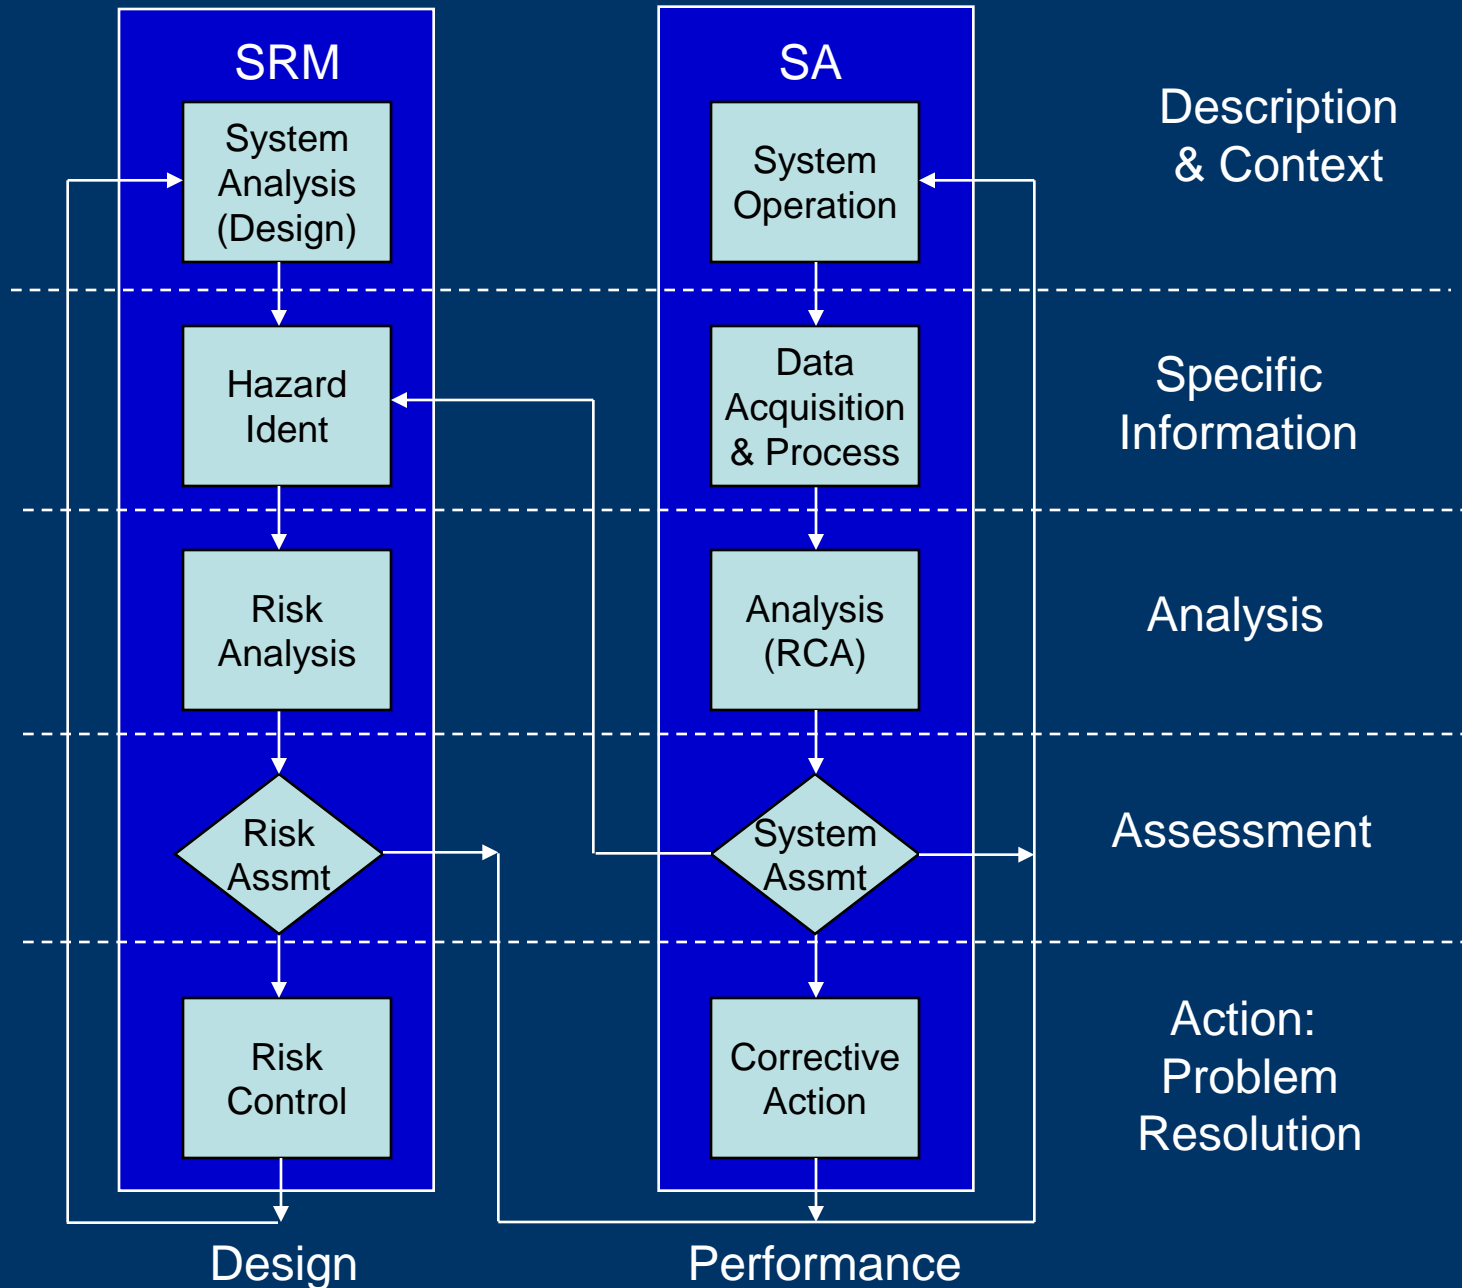 SRM
SA
Description
& Context
System
Analysis
(Design)
System
Operation
Hazard
Ident
Data
Acquisition
& Process
Specific
Information
Risk
Analysis
Analysis
(RCA)
Analysis
Risk
Assmt
System
Assmt
Assessment
Risk
Control
Corrective
Action
Action:
Problem
Resolution
Design
Performance